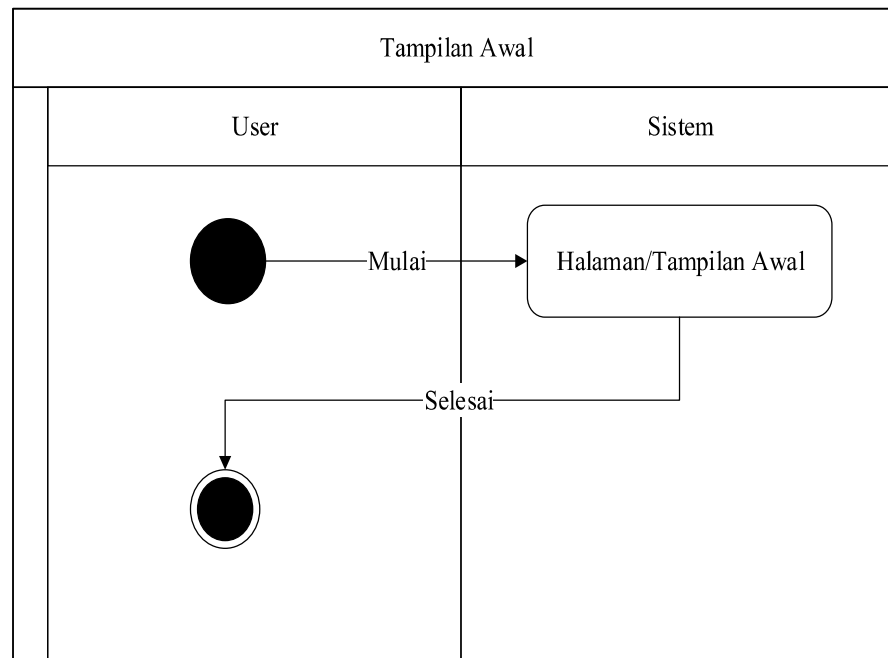 Tampilan Awal
User
Sistem
Mulai
Halaman/Tampilan Awal
Selesai